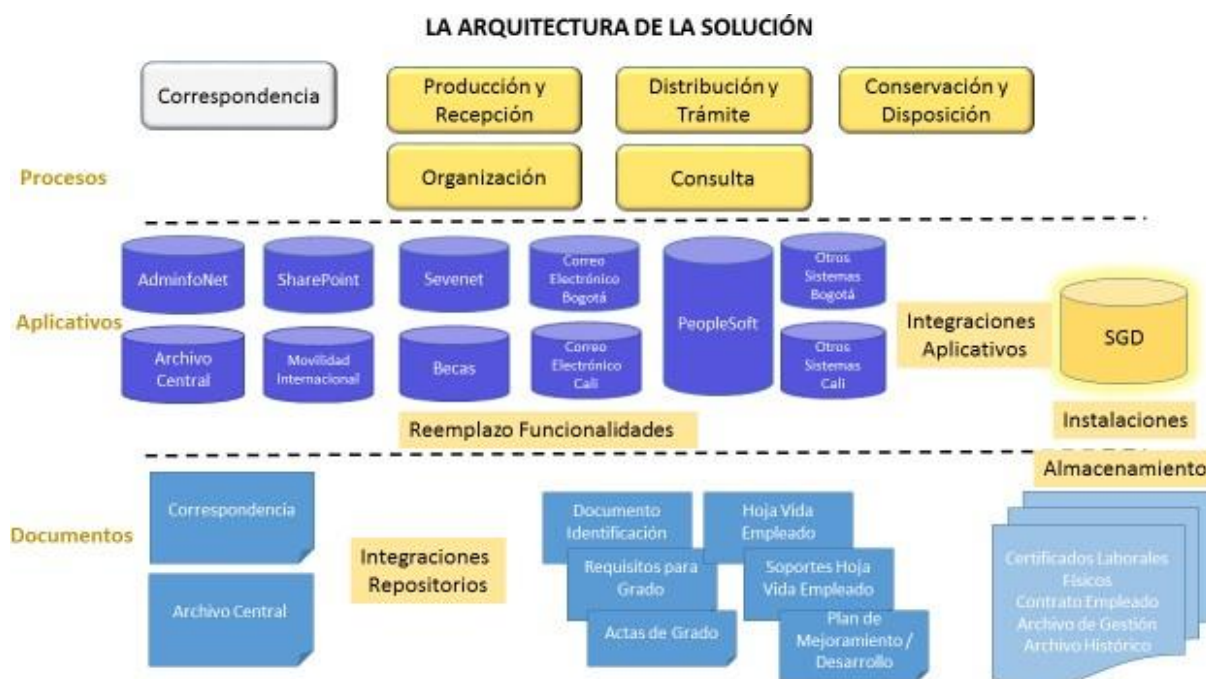 LA ARQUITECTURA DE LA SOLUCIÓN
Correspondencia
Producción y
Recepción
Distribución y
Trámite
Conservación y
Disposición
Procesos
Organización
Consulta
AdminfoNet
SharePoint
Sevenet
Correo
Electrónico
Bogotá
PeopleSoft
Otros
Sistemas
Bogotá
Aplicativos
Archivo
Central
Movilidad
Internacional
Becas
Correo
Electrónico
Cali
Otros
Sistemas
Cali
Integraciones
Aplicativos
SGD
Reemplazo Funcionalidades
Instalaciones
Almacenamiento
Documentos
Correspondencia
Archivo Central
Integraciones
Repositorios
Documento
Identificación
Requisitos para
Grado
Actas de Grado
Hoja Vida
Empleado
Soportes Hoja
Vida Empleado
Plan de
Mejoramiento /
Desarrollo
Certificados Laborales
Físicos
Contrato Empleado
Archivo de Gestión
Archivo Histórico